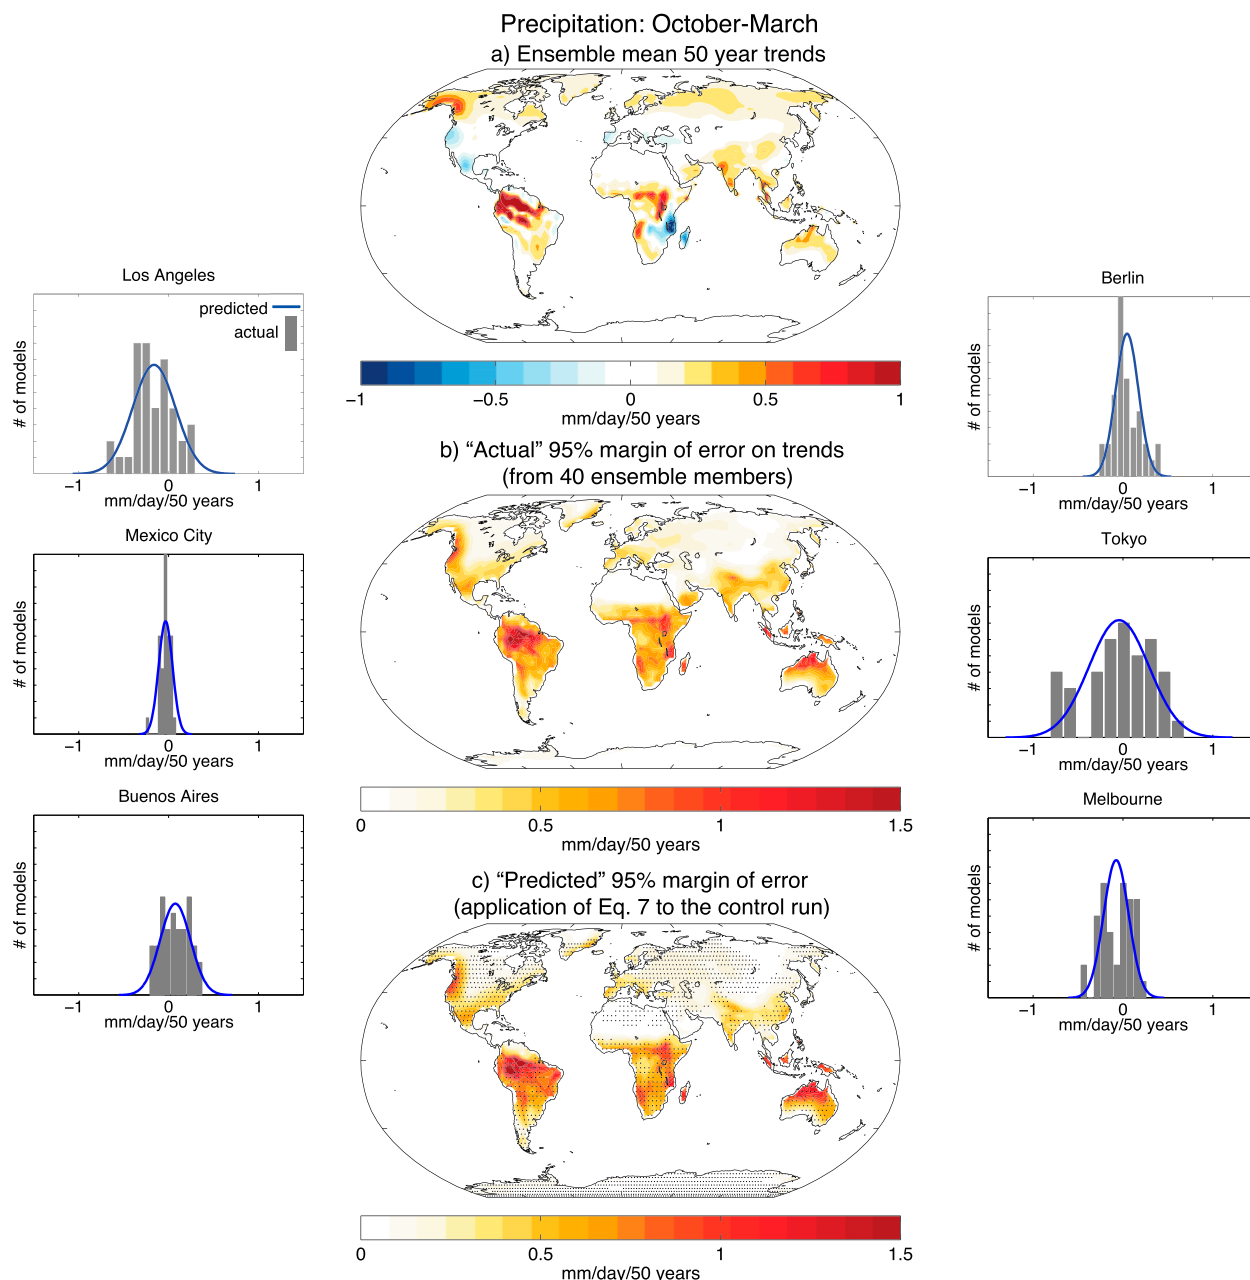 Precipitation: October-March
a) Ensemble mean 50 year trends
−1
−0.5
0
0.5
1
mm/day/50 years
b) “Actual” 95% margin of error on trends
(from 40 ensemble members)
0
0.5
1
1.5
mm/day/50 years
c) “Predicted” 95% margin of error
(application of Eq. 7 to the control run)
0
0.5
1
1.5
mm/day/50 years
Los Angeles
predicted
actual
# of models
−1
0
1
mm/day/50 years
Mexico City
# of models
−1
0
1
mm/day/50 years
Buenos Aires
# of models
−1
0
1
mm/day/50 years
Berlin
# of models
−1
0
1
mm/day/50 years
Tokyo
# of models
−1
0
1
mm/day/50 years
Melbourne
# of models
−1
0
1
mm/day/50 years